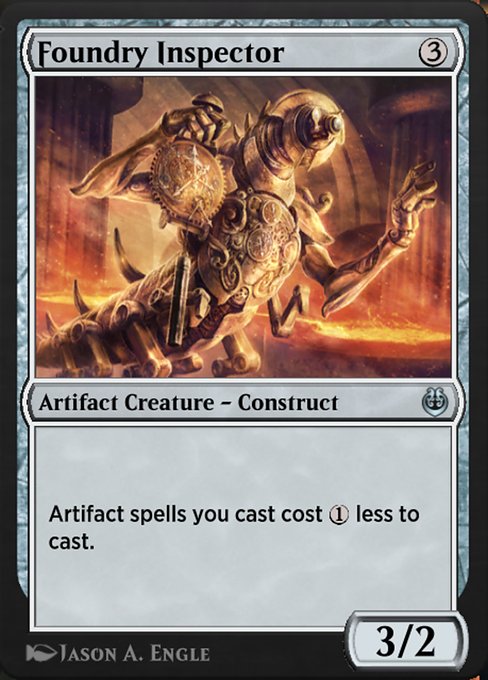 Foundry Inspector 3
Artifact Creature – Construct
Artifact spells you cast cost 1 less to
cast.
3/2
Jason A. Engle